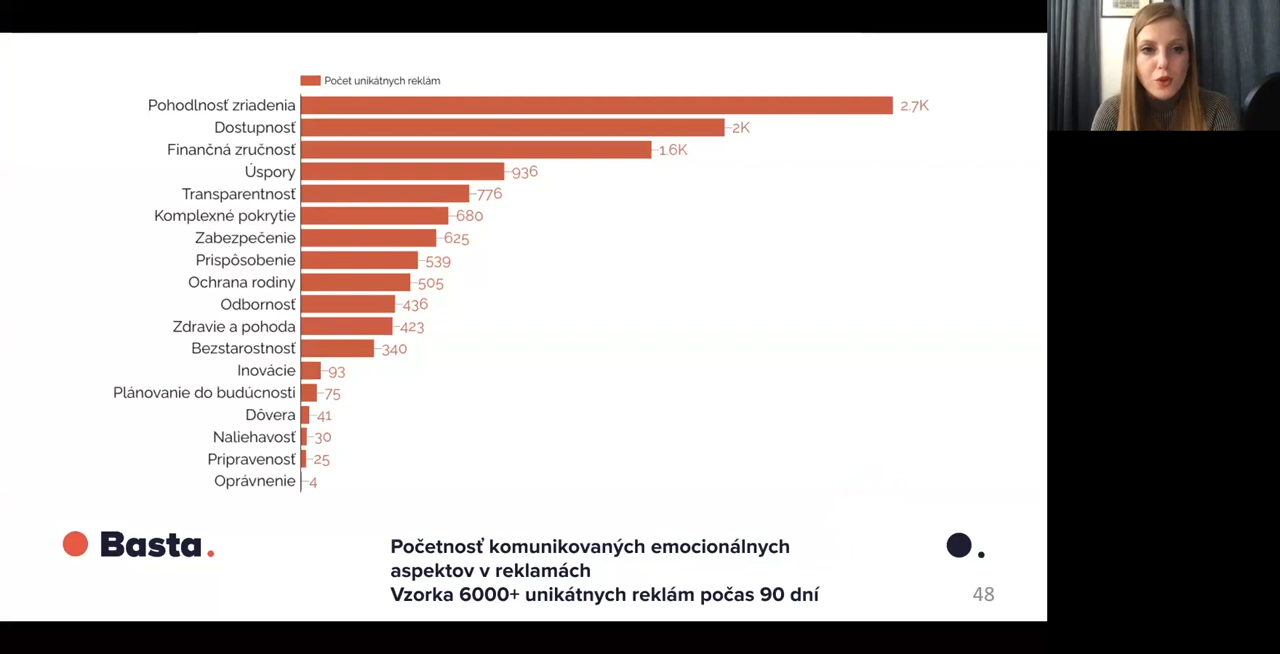 Počet unikátnych reklám
Pohodlnosť zriadenia 2.7K
Dostupnosť 2K
Finančná zručnosť 1.6K
Úspory 936
Transparentnosť 776
Komplexné pokrytie 680
Zabezpečenie 625
Prispôsobenie 539
Ochrana rodiny 505
Odbornosť 436
Zdravie a pohoda 423
Bezstarostnosť 340
Inovácie 93
Plánovanie do budúcnosti 75
Dôvera 41
Naliehavosť 30
Pripravenosť 25
Oprávnenie 4
Basta.
Početnosť komunikovaných emocionálnych
aspektov v reklamách
Vzorka 6000+ unikátnych reklám počas 90 dní
48